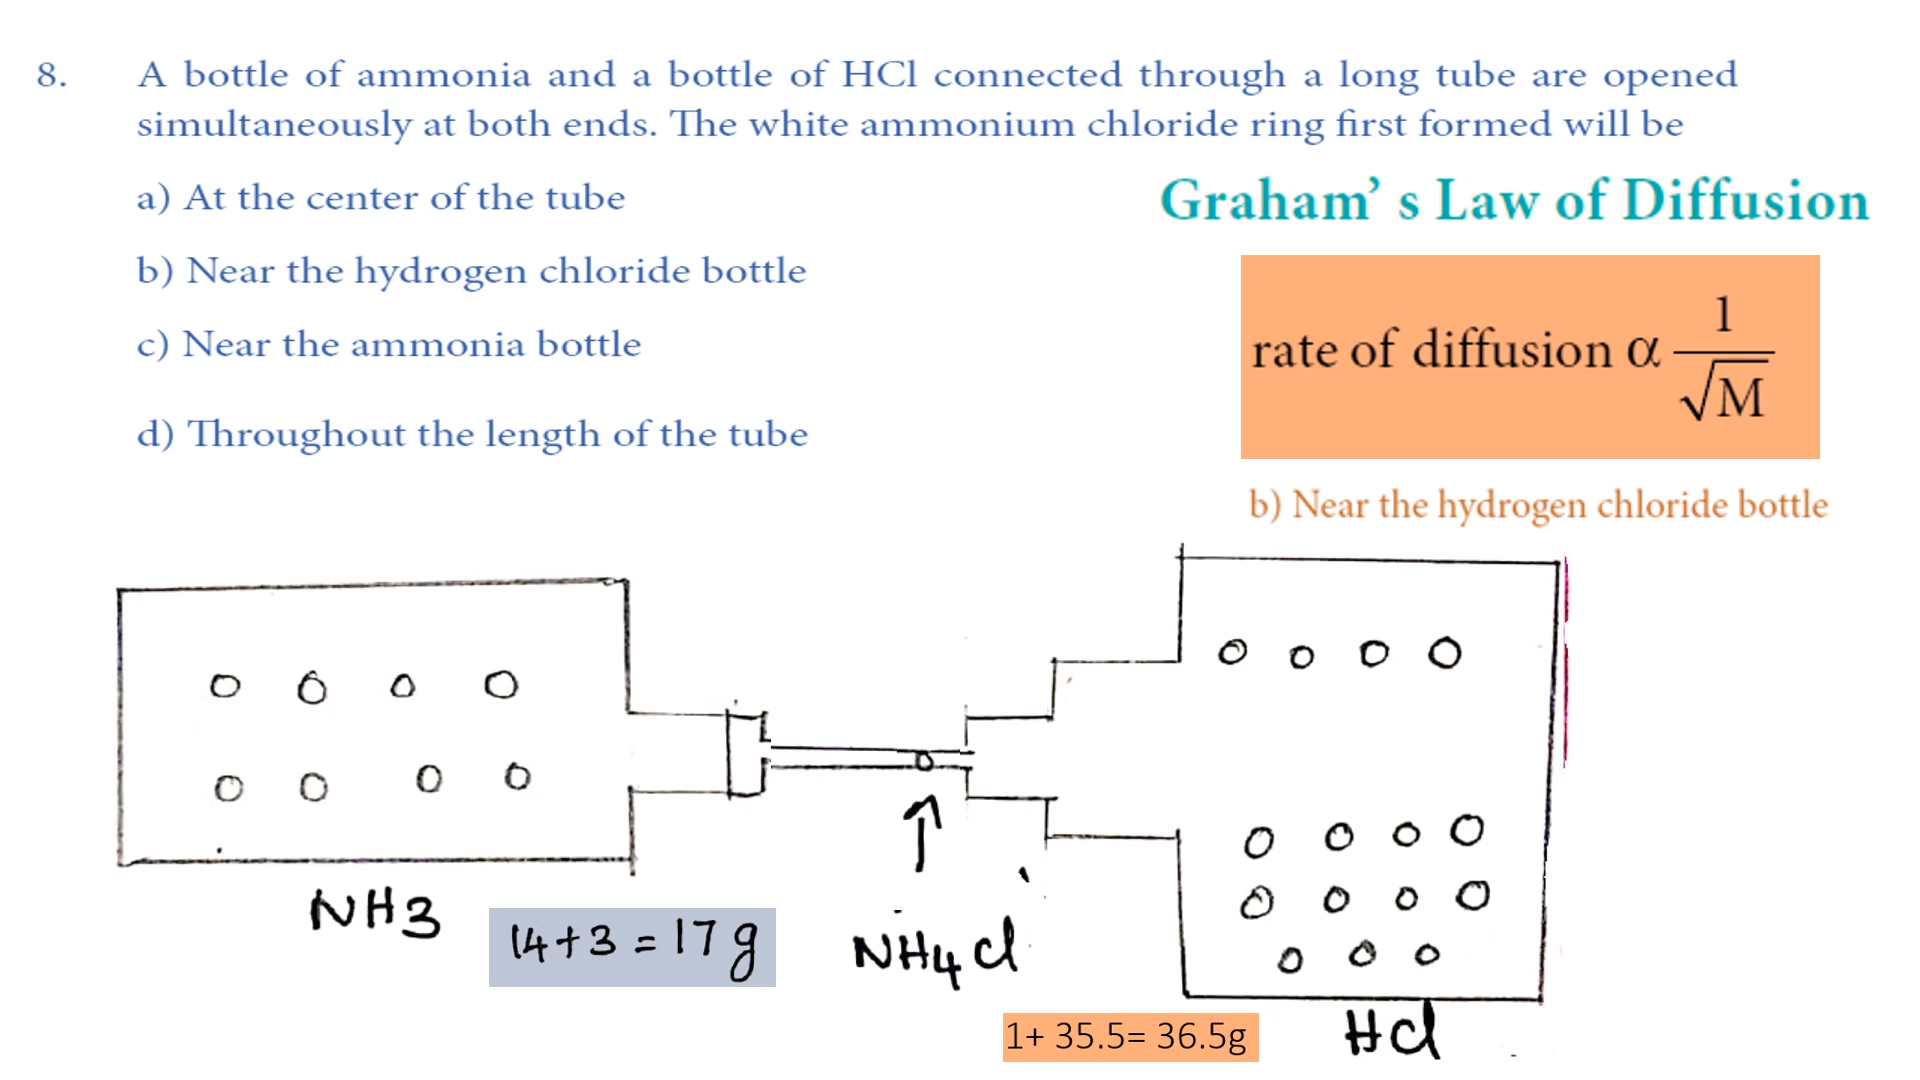 8. A bottle of ammonia and a bottle of HCl connected through a long tube are opened
simultaneously at both ends. The white ammonium chloride ring first formed will be
a) At the center of the tube
b) Near the hydrogen chloride bottle
c) Near the ammonia bottle
d) Throughout the length of the tube
Graham' s Law of Diffusion
rate of diffusion α 1/√M
b) Near the hydrogen chloride bottle
NH3
14+3 = 17 g
NH4 Cl
1+ 35.5= 36.5g
HCl